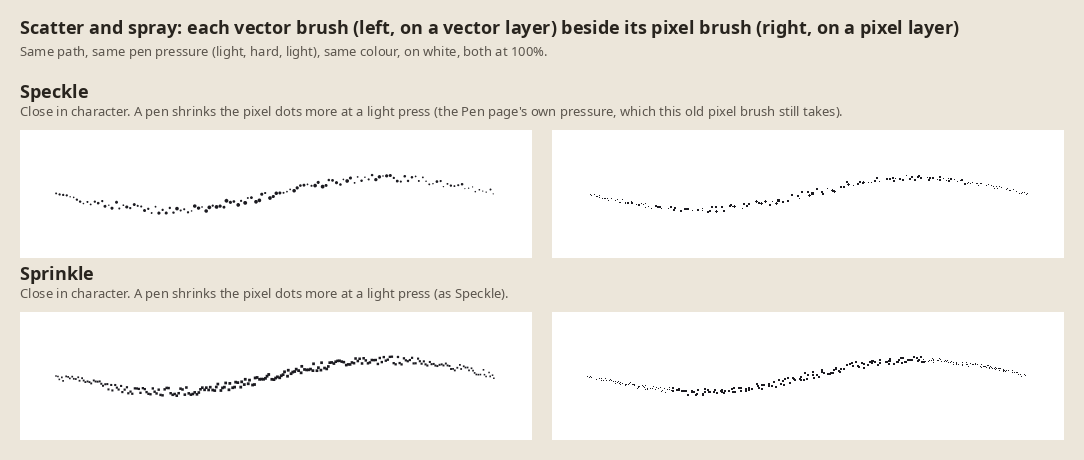 Scatter and spray: each vector brush (left, on a vector layer) beside its pixel brush (right, on a pixel layer)
Same path, same pen pressure (light, hard, light), same colour, on white, both at 100%.
Speckle
Close in character. A pen shrinks the pixel dots more at a light press (the Pen page's own pressure, which this old pixel brush still takes).
Sprinkle
Close in character. A pen shrinks the pixel dots more at a light press (as Speckle).